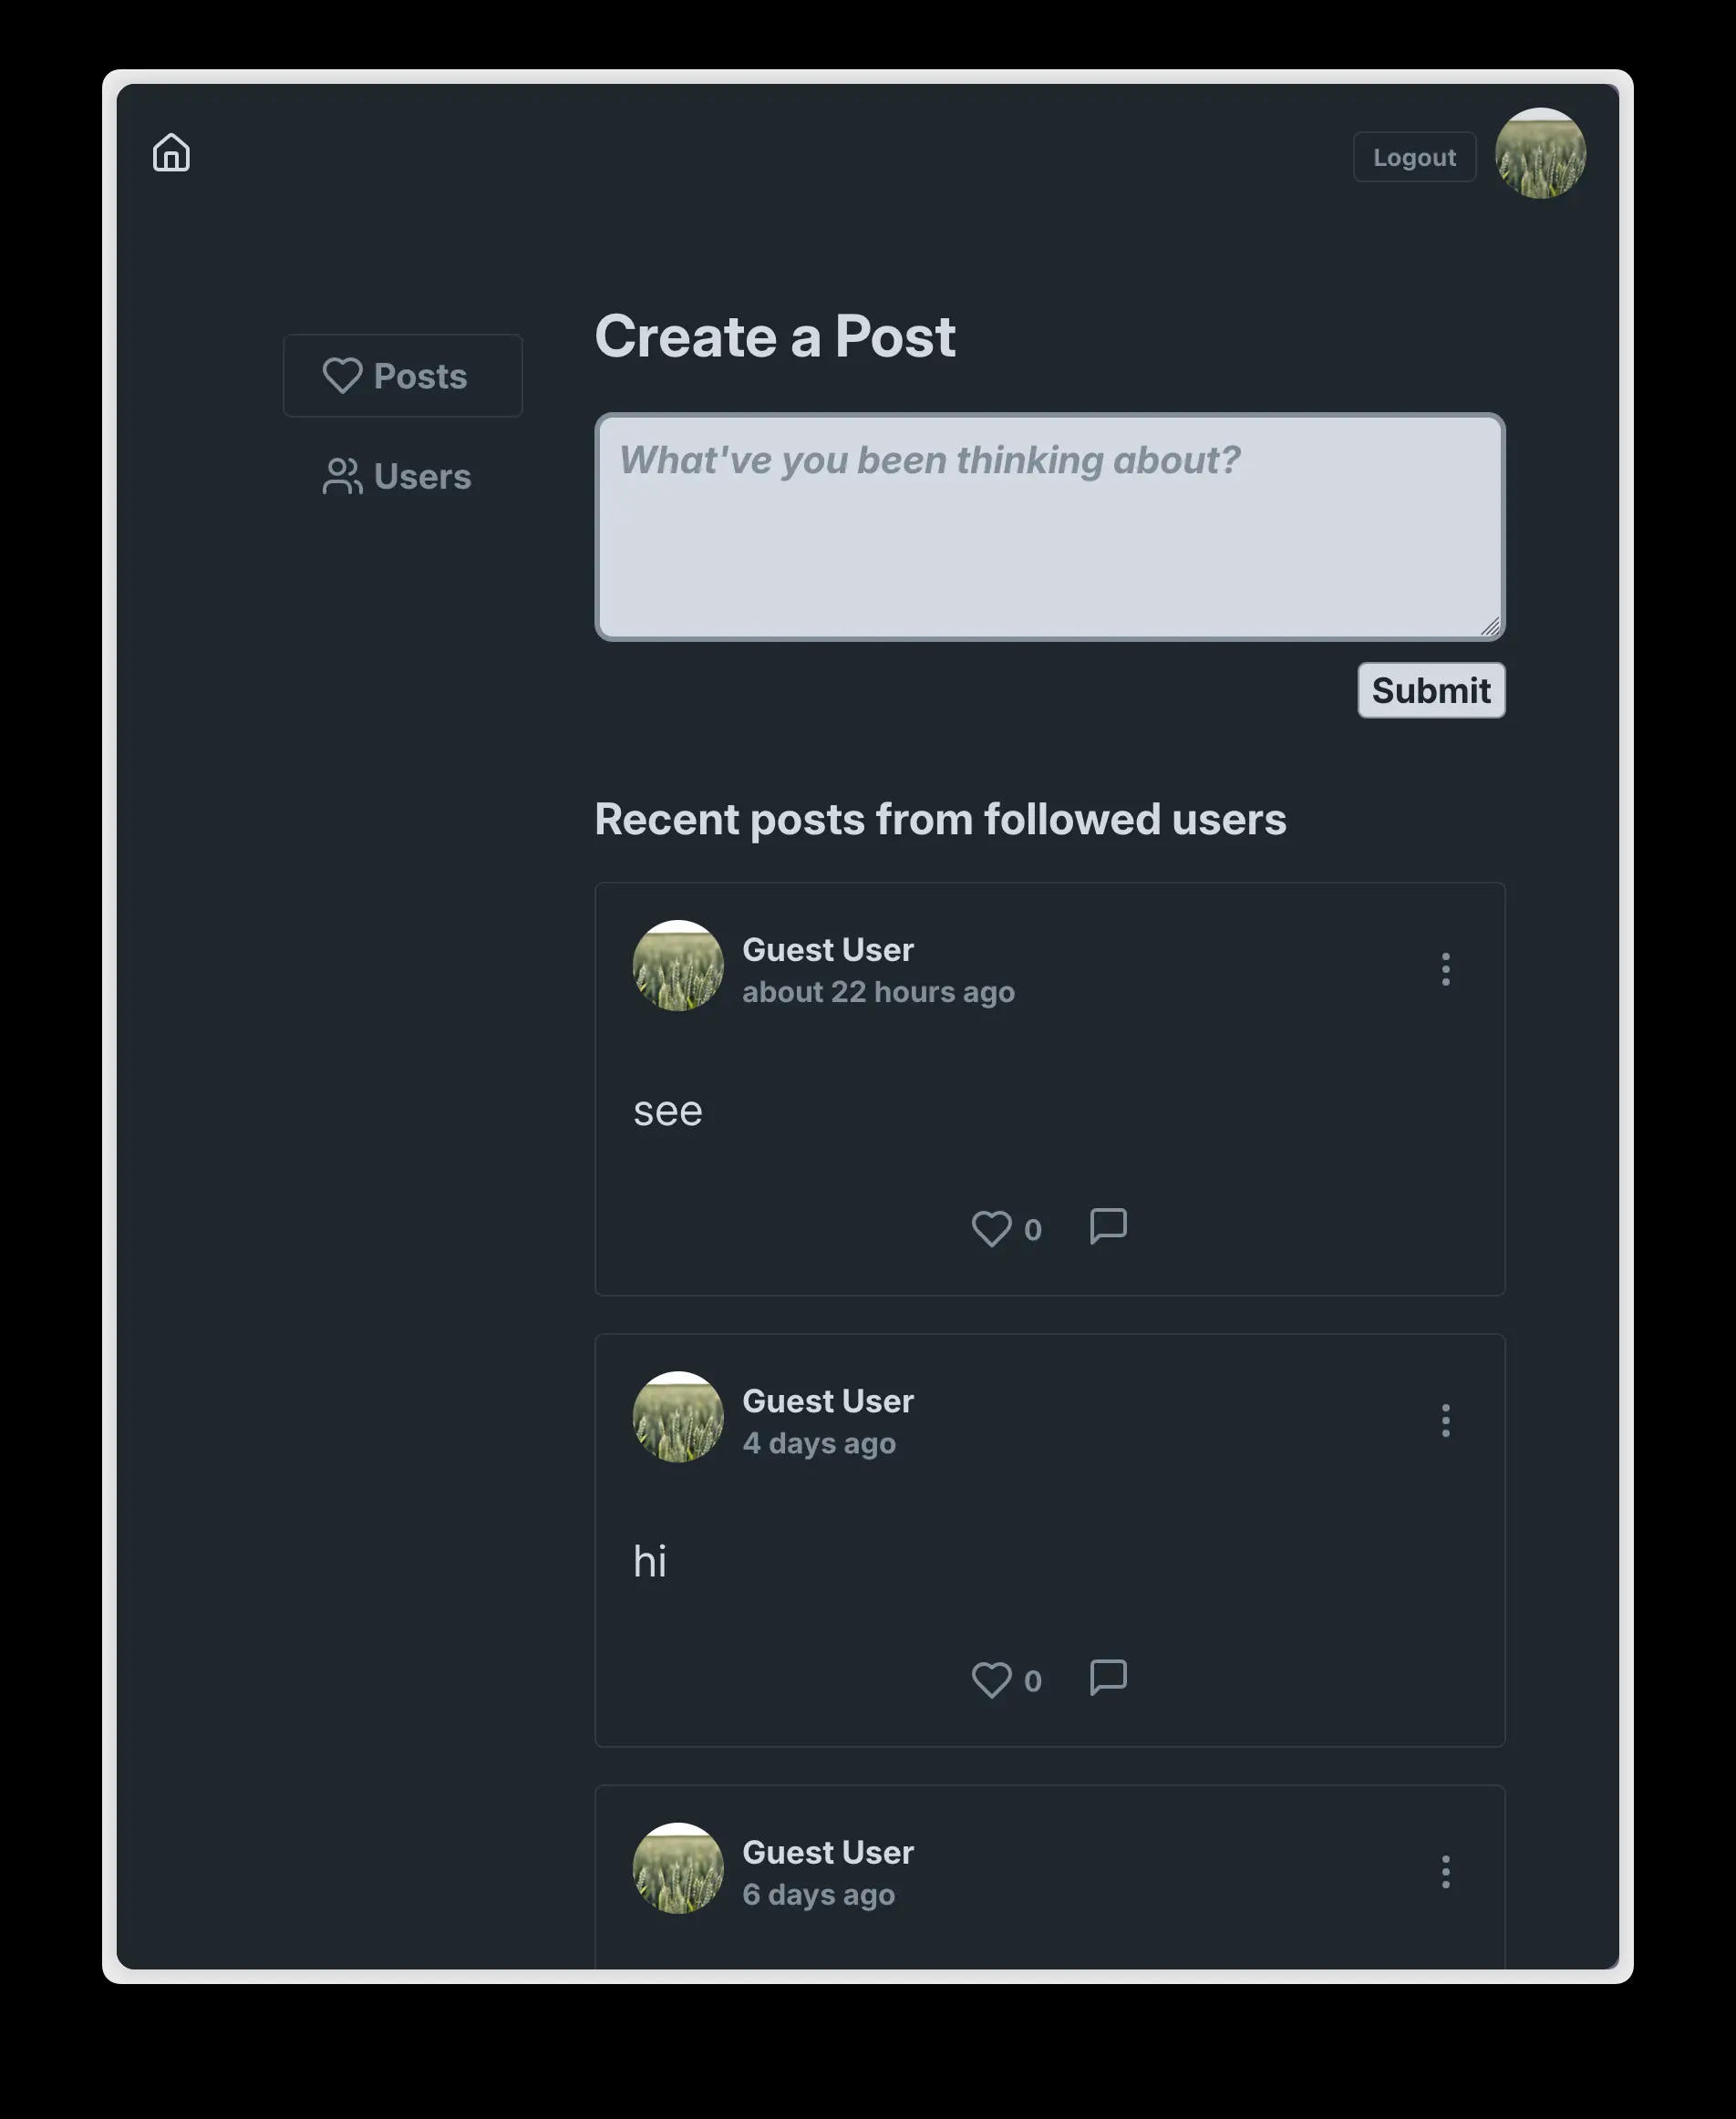 Logout
Posts
Users
Create a Post
What've you been thinking about?
Submit
Recent posts from followed users
Guest User
about 22 hours ago
see
0
Guest User
4 days ago
hi
0
Guest User
6 days ago